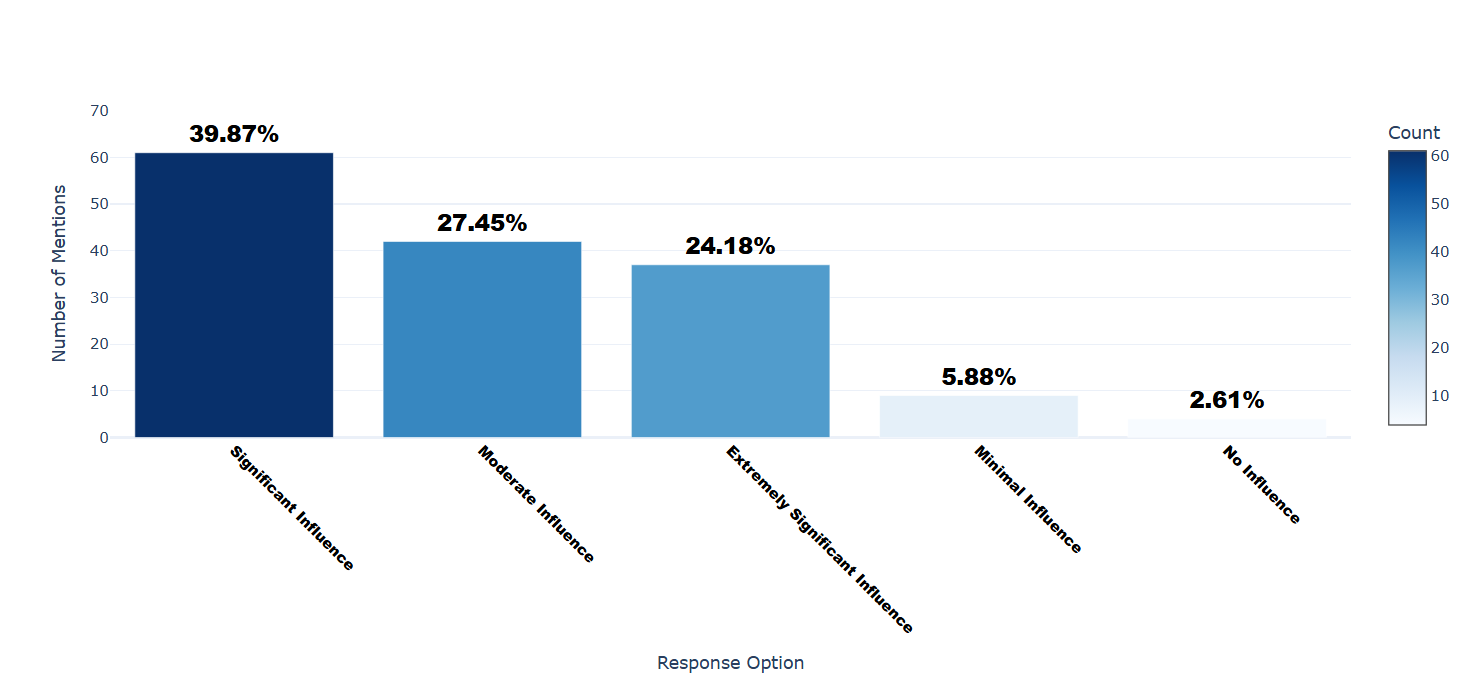 39.87%
27.45%
24.18%
5.88%
2.61%
70
60
50
40
30
20
10
0
Number of Mentions
Significant Influence
Moderate Influence
Extremely Significant Influence
Minimal Influence
No Influence
Response Option
Count
60
50
40
30
20
10